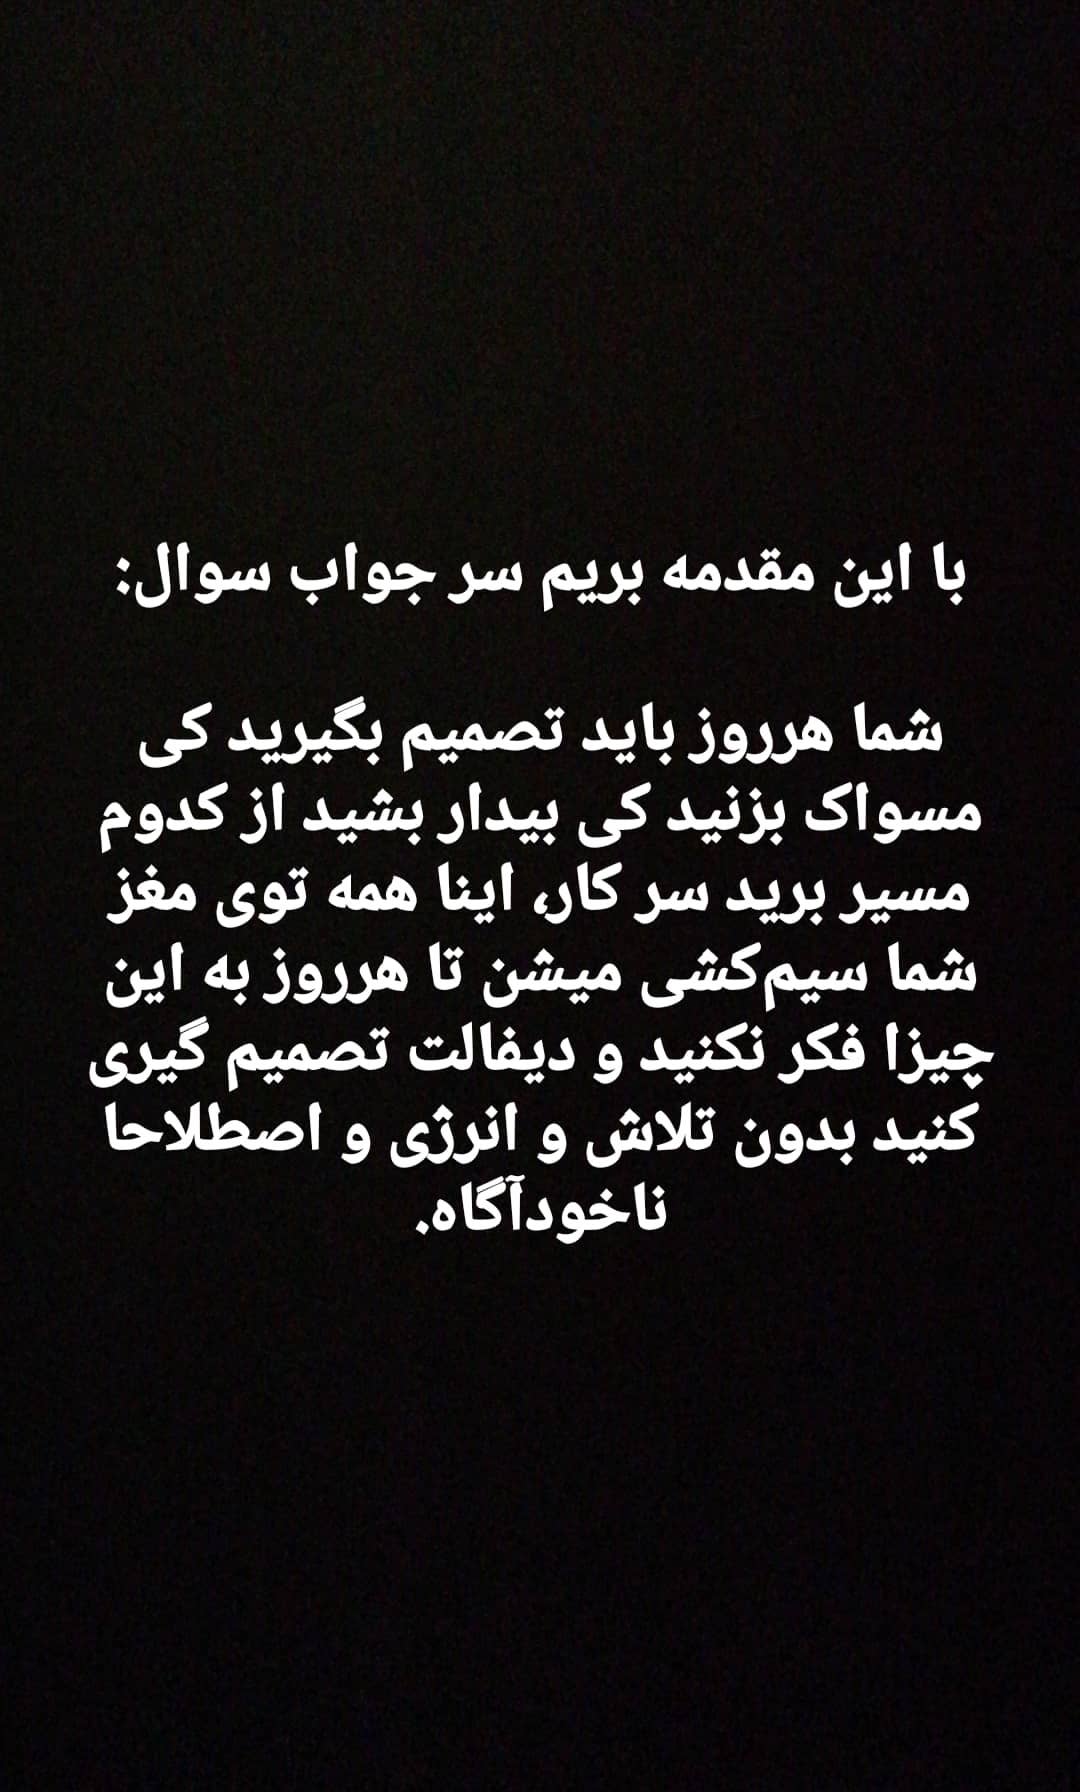 با این مقدمه بریم سر جواب سوال:
شما هرروز باید تصمیم بگیرید کی
مسواک بزنید کی بیدار بشید از کدوم
مسیر برید سر کار، اینا همه توی مغز
شما سیم‌کشی میشن تا هرروز به این
چیزا فکر نکنید و دیفالت تصمیم گیری
کنید بدون تلاش و انرژی و اصطلاحا
ناخودآگاه.